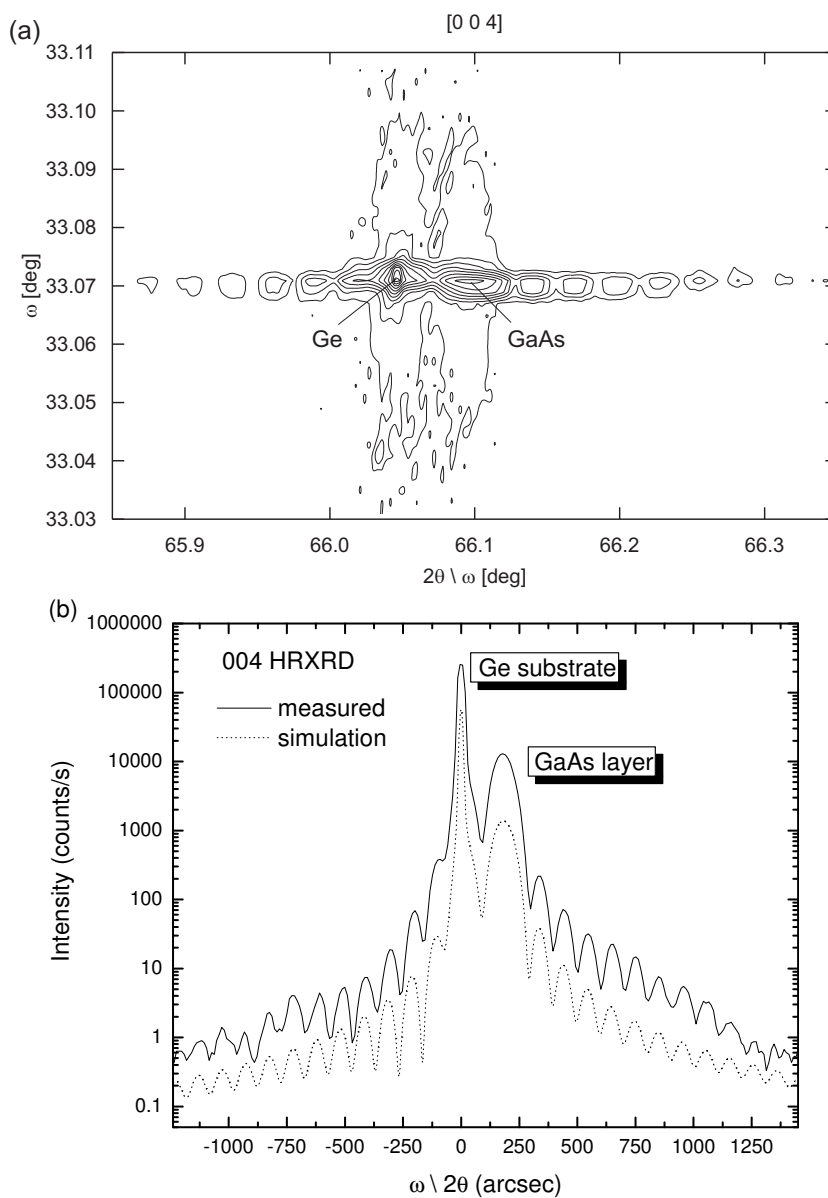 (a)
[0 0 4]
33.11
33.10
33.09
33.08
33.07
33.06
33.05
33.04
33.03
ω [deg]
Ge
GaAs
65.9 66.0 66.1 66.2 66.3
2θ \ ω [deg]
(b)
1000000
100000
10000
1000
100
10
1
0.1
Intensity (counts/s)
004 HRXRD
measured
simulation
Ge substrate
GaAs layer
-1000 -750 -500 -250 0 250 500 750 1000 1250
ω \ 2θ (arcsec)